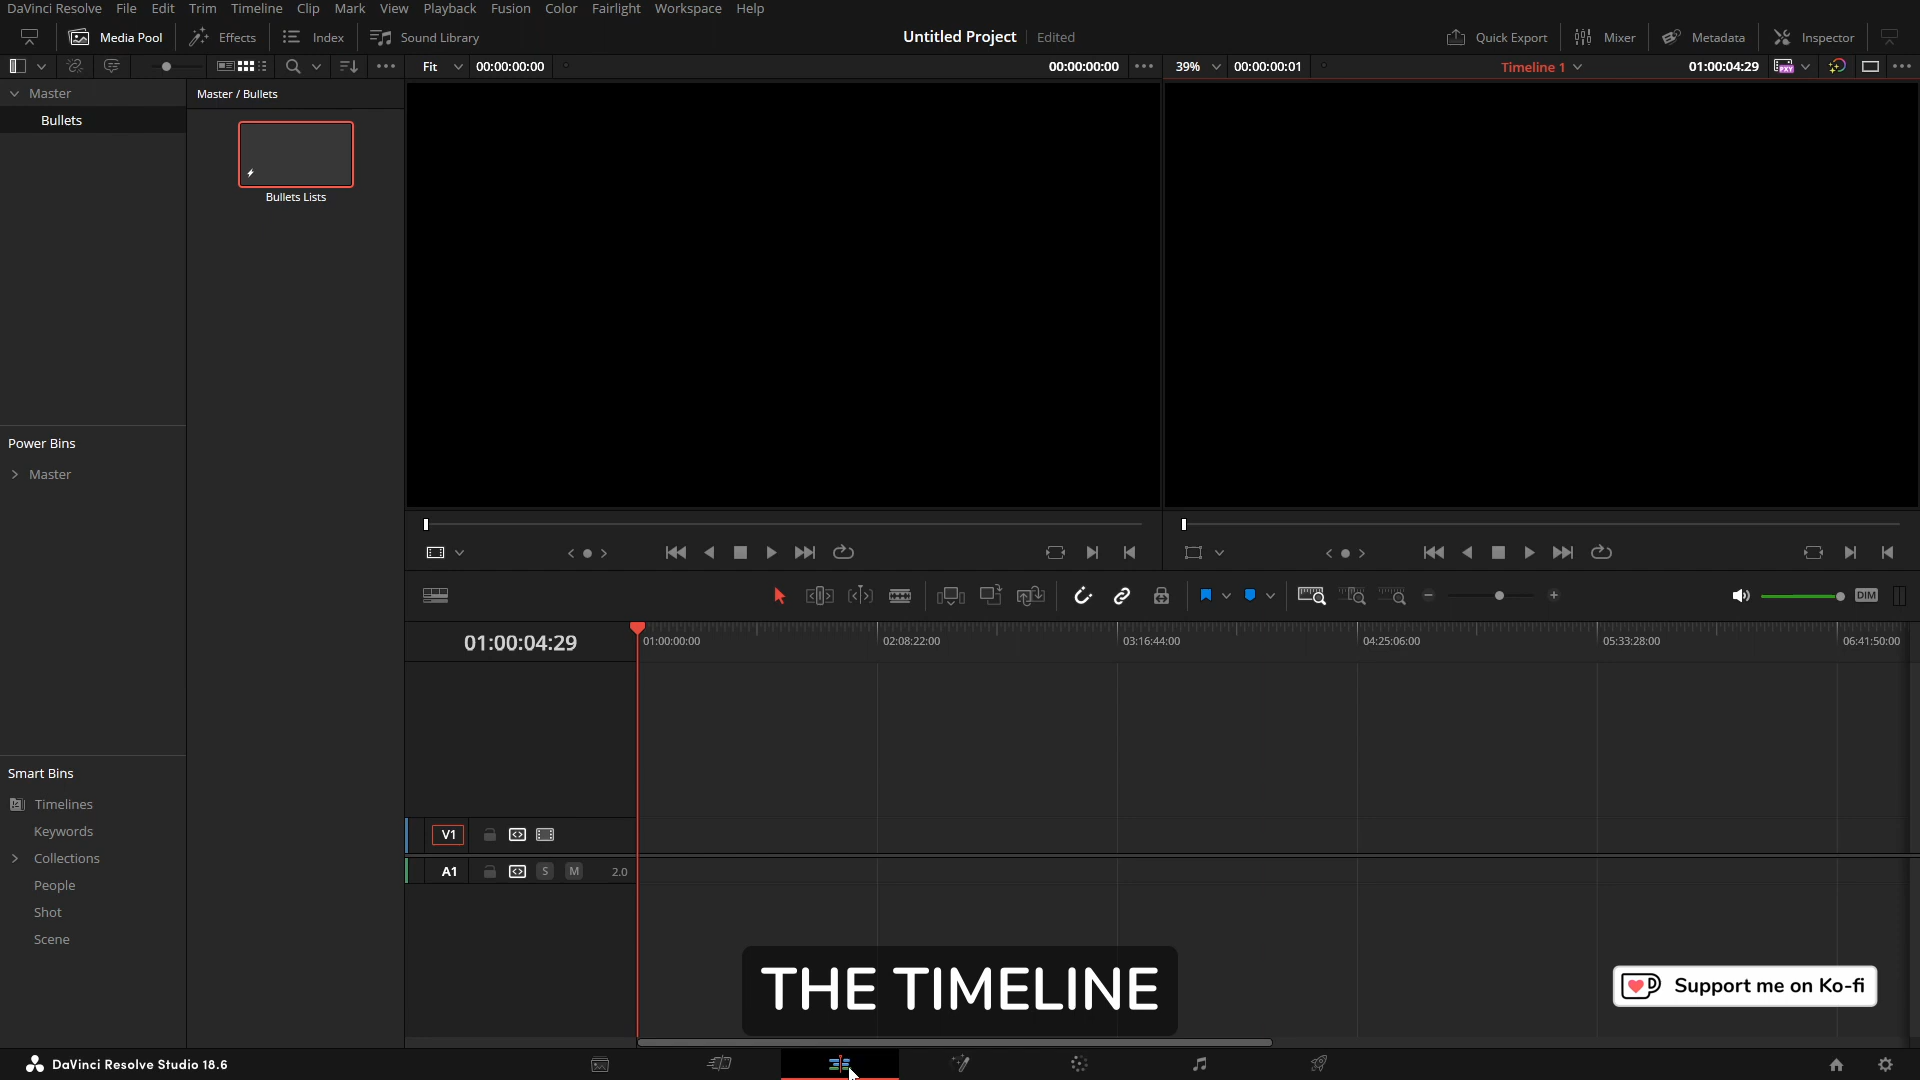 DaVinci Resolve File Edit Trim Timeline Clip Mark View Playback Fusion Color Fairlight Workspace Help
Media Pool Effects Index Sound Library Untitled Project Edited Quick Export Mixer Metadata Inspector
Fit 00:00:00:00 00:00:00:00 39% 00:00:00:01 Timeline 1 01:00:04:29 PXY
Master
Master / Bullets
Bullets
Bullets Lists
Power Bins
Master
01:00:04:29 01:00:00:00 02:08:22:00 03:16:44:00 04:25:06:00 05:33:28:00 06:41:50:00
DIM
Smart Bins
Timelines
Keywords
Collections
People
Shot
Scene
V1
A1 S M 2.0
THE TIMELINE
Support me on Ko-fi
DaVinci Resolve Studio 18.6